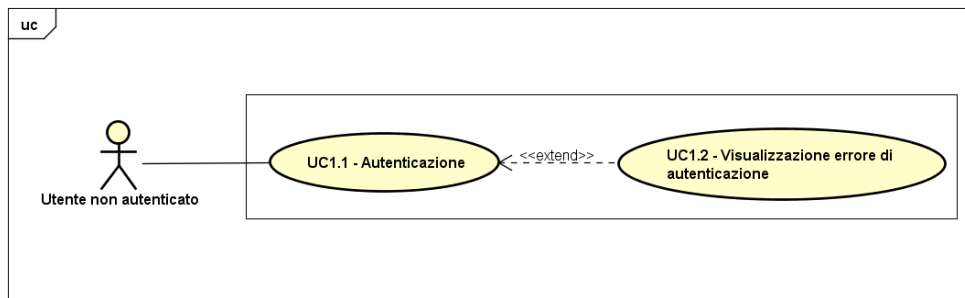 uc
UC1.1 - Autenticazione
<<extend>>
UC1.2 - Visualizzazione errore di
autenticazione
Utente non autenticato